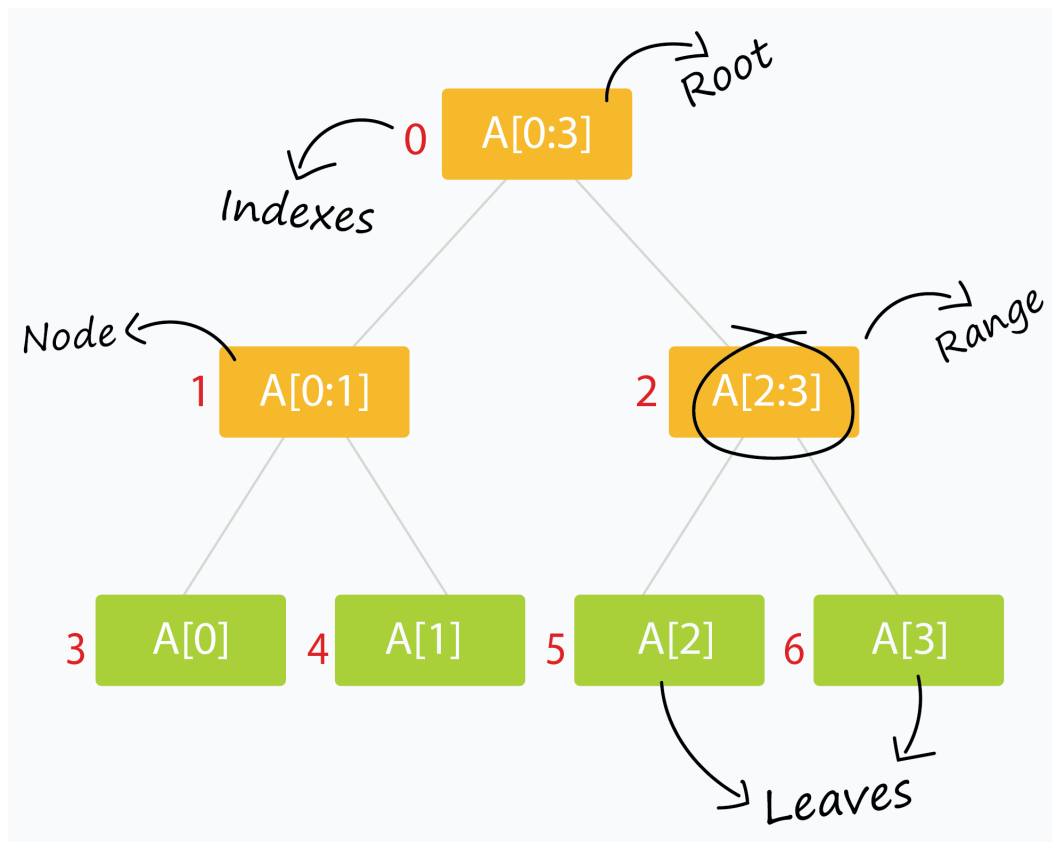 Root
0 A[0:3]
Indexes
Node
Range
1 A[0:1]
2 A[2:3]
3 A[0]
4 A[1]
5 A[2]
6 A[3]
Leaves